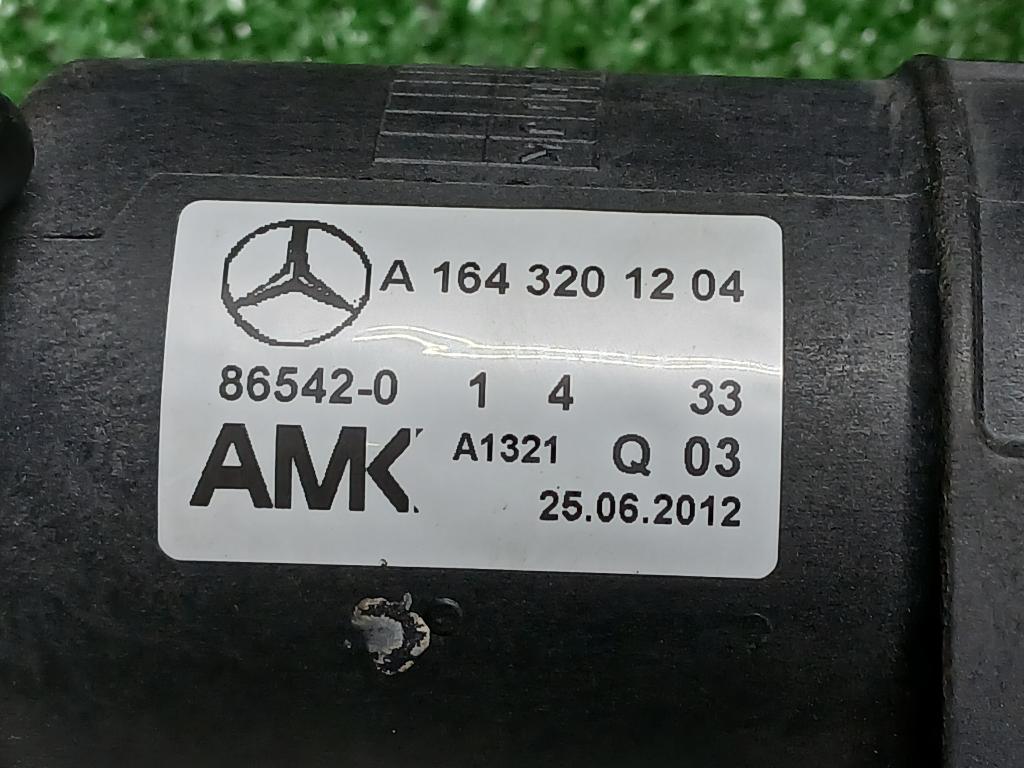 A 164 320 12 04
86542-0 1 4 33
AMK A1321 Q 03
25.06.2012